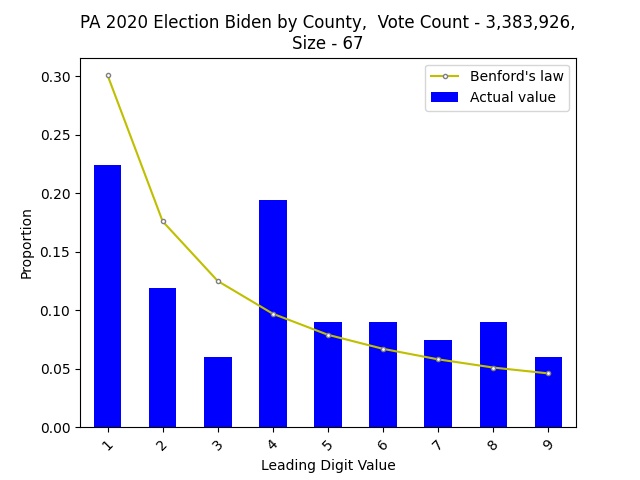 PA 2020 Election Biden by County,  Vote Count - 3,383,926,
Size - 67
Benford's law
Actual value
0.30
0.25
0.20
0.15
0.10
0.05
0.00
Proportion
1 2 3 4 5 6 7 8 9
Leading Digit Value